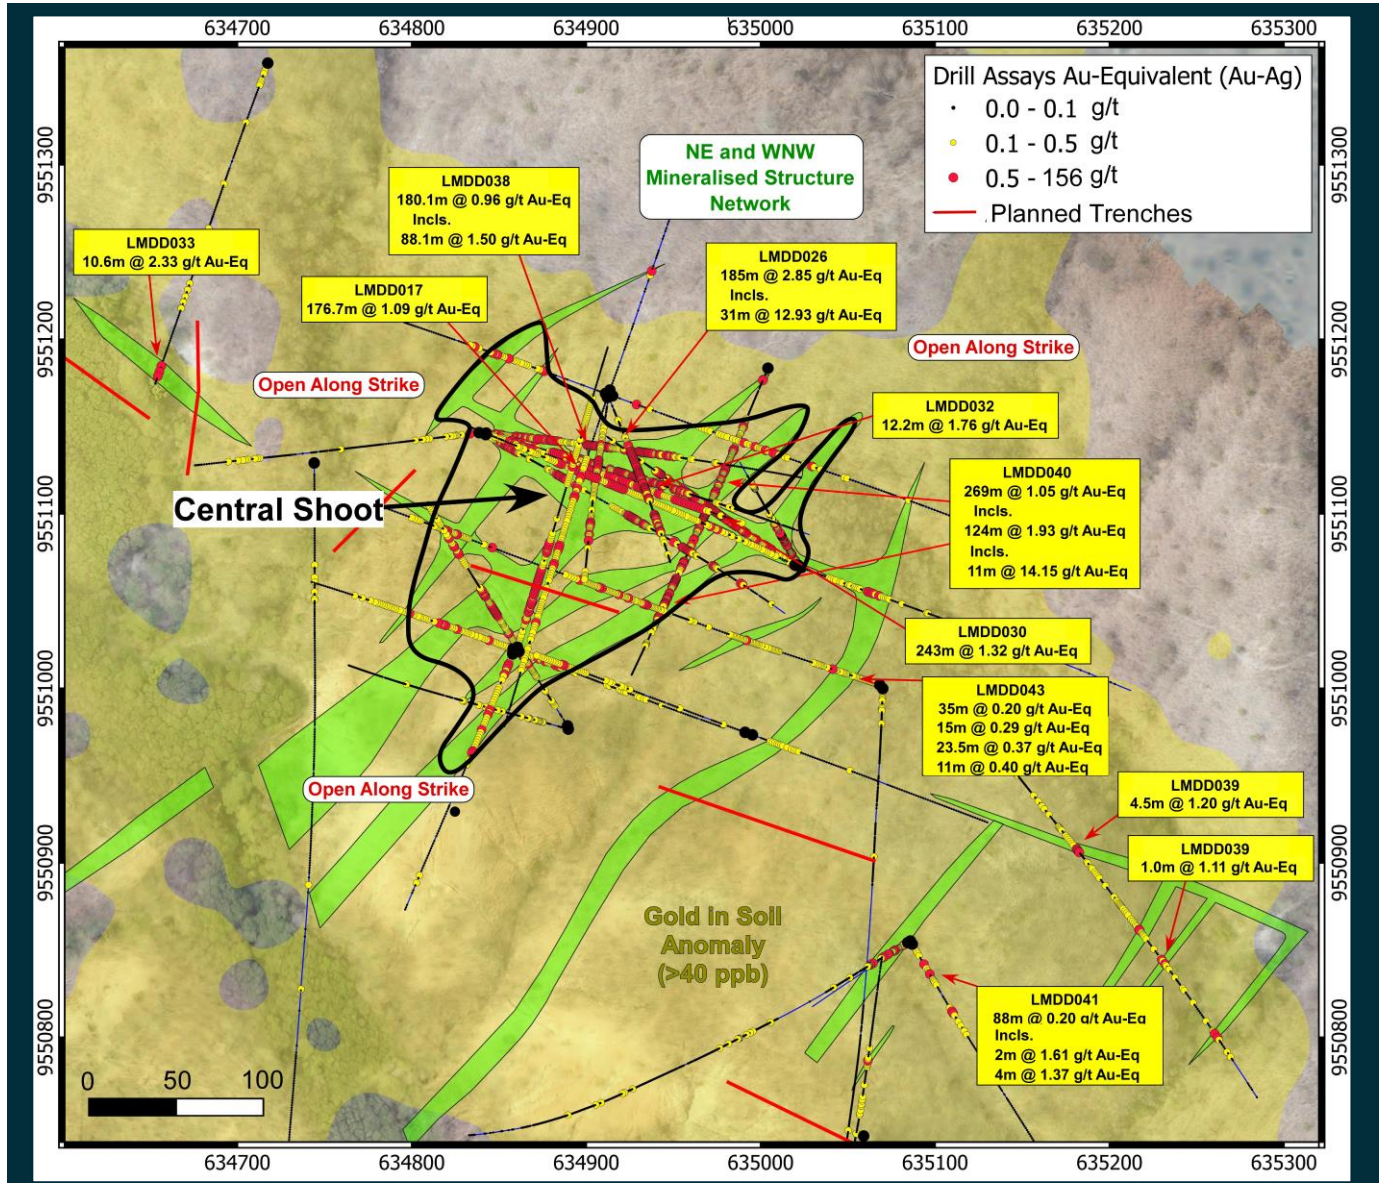 634700 634800 634900 635000 635100 635200 635300
Drill Assays Au-Equivalent (Au-Ag)
0.0 - 0.1 g/t
0.1 - 0.5 g/t
0.5 - 156 g/t
Planned Trenches
9551300
9551200
9551100
9551000
9550900
9550800
9551300
9551200
9551100
9551000
9550900
9550800
NE and WNW
Mineralised Structure
Network
LMDD038
180.1m @ 0.96 g/t Au-Eq
Incls.
88.1m @ 1.50 g/t Au-Eq
LMDD033
10.6m @ 2.33 g/t Au-Eq
LMDD026
185m @ 2.85 g/t Au-Eq
Incls.
31m @ 12.93 g/t Au-Eq
LMDD017
176.7m @ 1.09 g/t Au-Eq
Open Along Strike
Open Along Strike
LMDD032
12.2m @ 1.76 g/t Au-Eq
LMDD040
269m @ 1.05 g/t Au-Eq
Incls.
124m @ 1.93 g/t Au-Eq
Incls.
11m @ 14.15 g/t Au-Eq
Central Shoot
LMDD030
243m @ 1.32 g/t Au-Eq
LMDD043
35m @ 0.20 g/t Au-Eq
15m @ 0.29 g/t Au-Eq
23.5m @ 0.37 g/t Au-Eq
11m @ 0.40 g/t Au-Eq
Open Along Strike
LMDD039
4.5m @ 1.20 g/t Au-Eq
LMDD039
1.0m @ 1.11 g/t Au-Eq
Gold in Soil
Anomaly
(>40 ppb)
LMDD041
88m @ 0.20 g/t Au-Eq
Incls.
2m @ 1.61 g/t Au-Eq
4m @ 1.37 g/t Au-Eq
0 50 100
634700 634800 634900 635000 635100 635200 635300